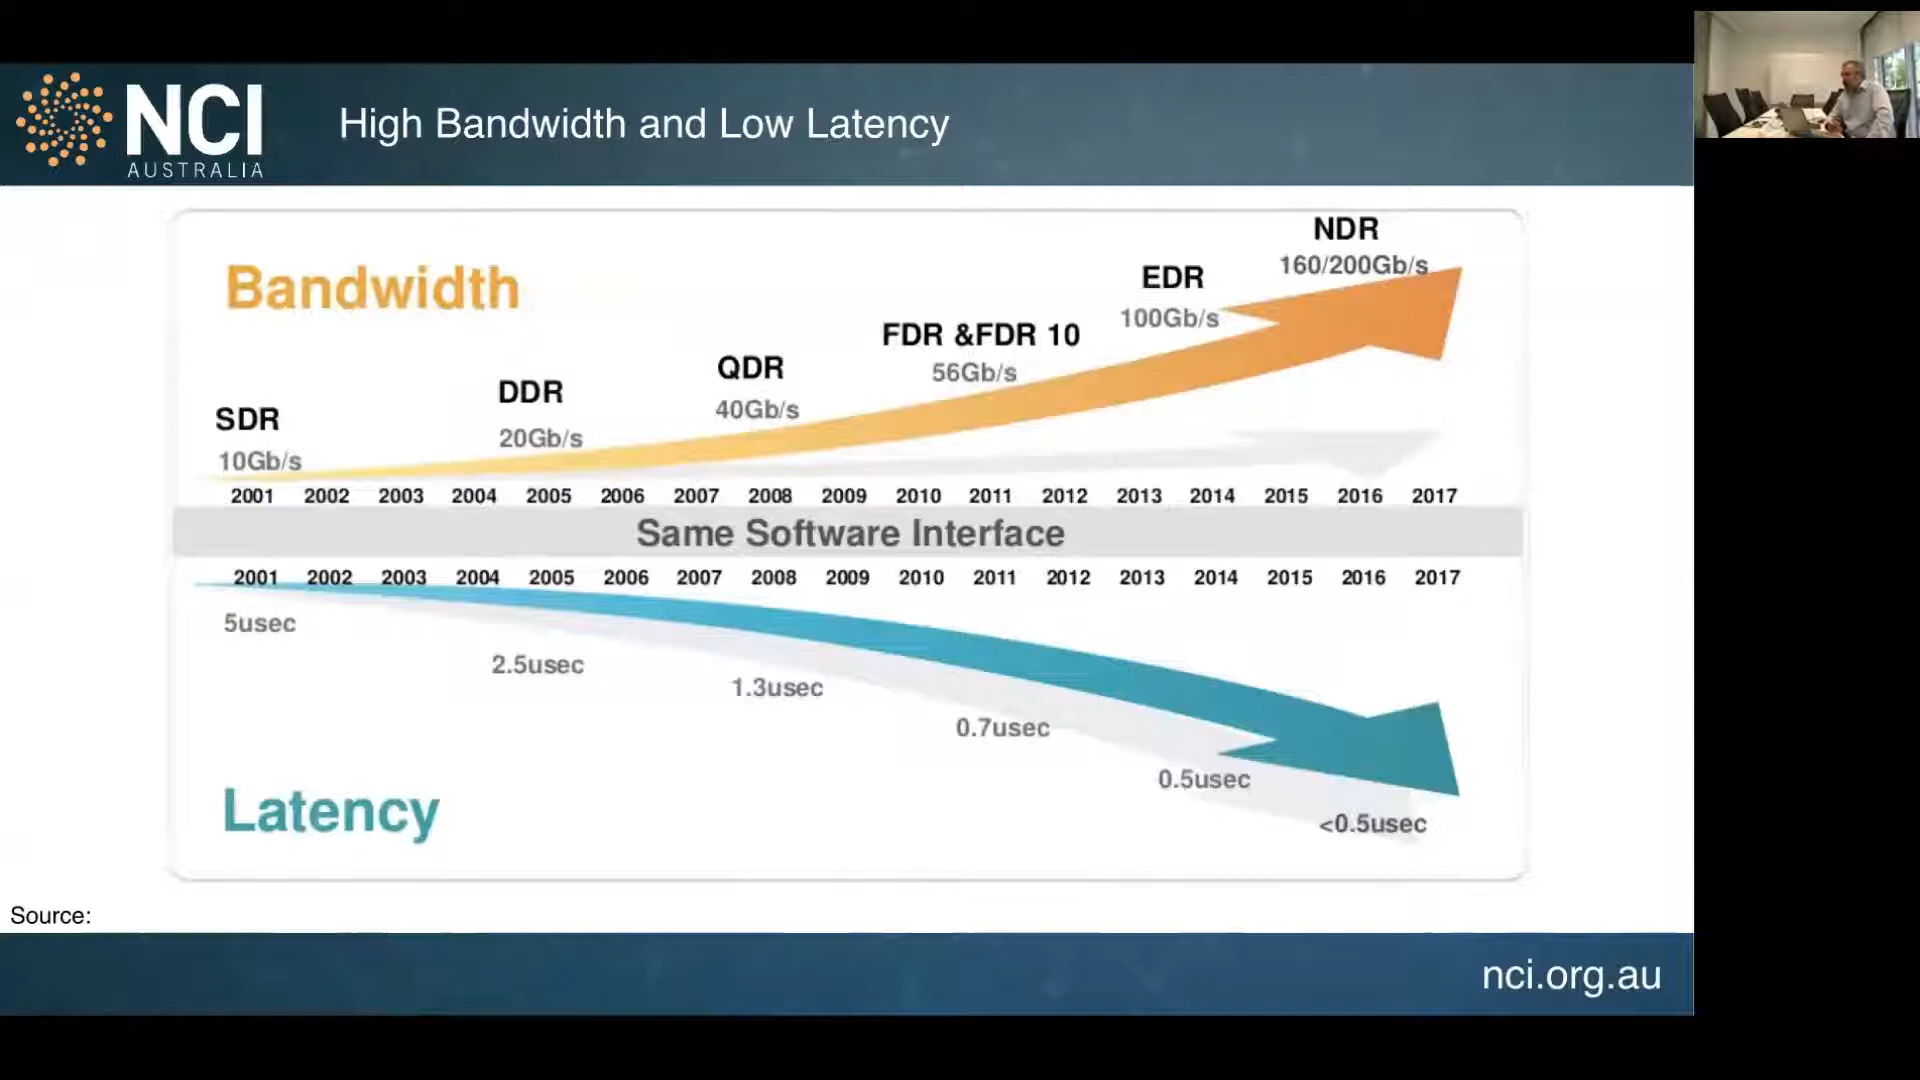 NCI
AUSTRALIA
High Bandwidth and Low Latency
Bandwidth
NDR
160/200Gb/s
EDR
100Gb/s
FDR &FDR 10
56Gb/s
QDR
40Gb/s
DDR
20Gb/s
SDR
10Gb/s
2001 2002 2003 2004 2005 2006 2007 2008 2009 2010 2011 2012 2013 2014 2015 2016 2017
Same Software Interface
2001 2002 2003 2004 2005 2006 2007 2008 2009 2010 2011 2012 2013 2014 2015 2016 2017
5usec
2.5usec
1.3usec
0.7usec
0.5usec
<0.5usec
Latency
Source:
nci.org.au